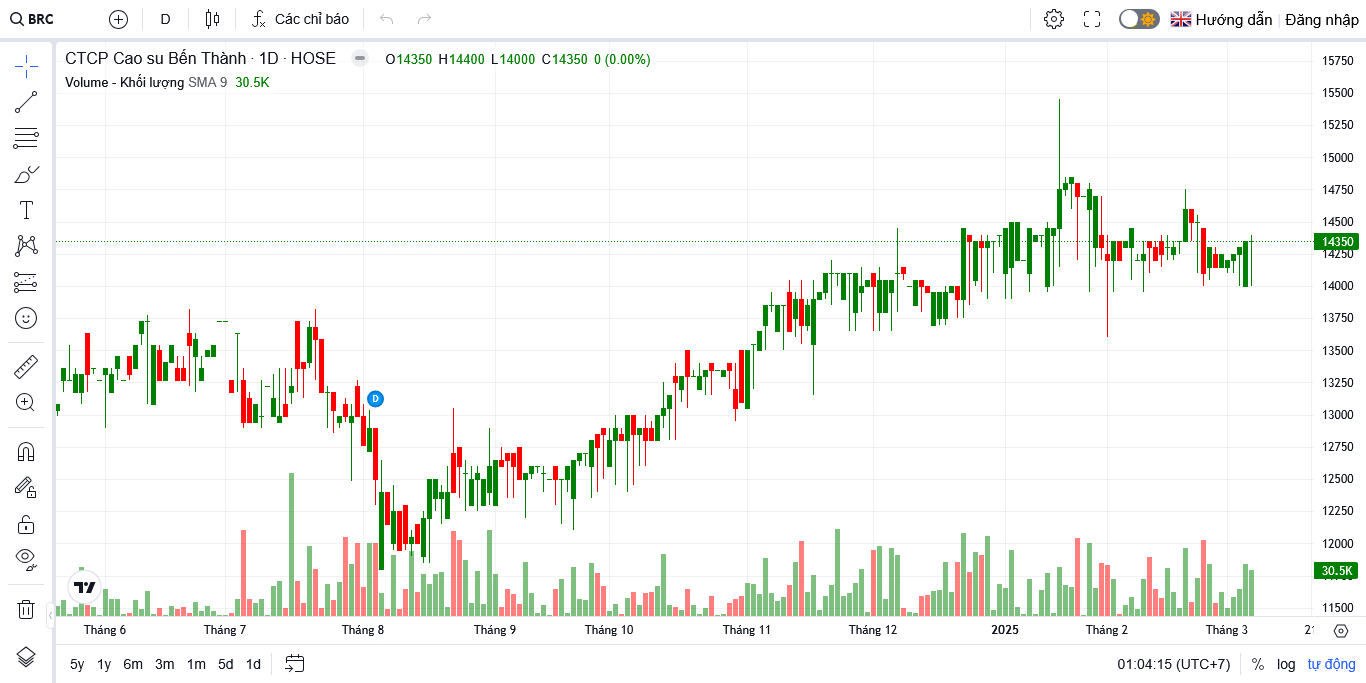 BRC D Các chỉ báo Hướng dẫn Đăng nhập
CTCP Cao su Bến Thành · 1D · HOSE O14350 H14400 L14000 C14350 0 (0.00%)
Volume - Khối lượng SMA 9 30.5K
15750
15500
15250
15000
14750
14500
14350
14250
14000
13750
13500
13250
13000
D
12750
12500
12250
12000
30.5K
11500
Tháng 6 Tháng 7 Tháng 8 Tháng 9 Tháng 10 Tháng 11 Tháng 12 2025 Tháng 2 Tháng 3
5y 1y 6m 3m 1m 5d 1d 01:04:15 (UTC+7) % log tự động